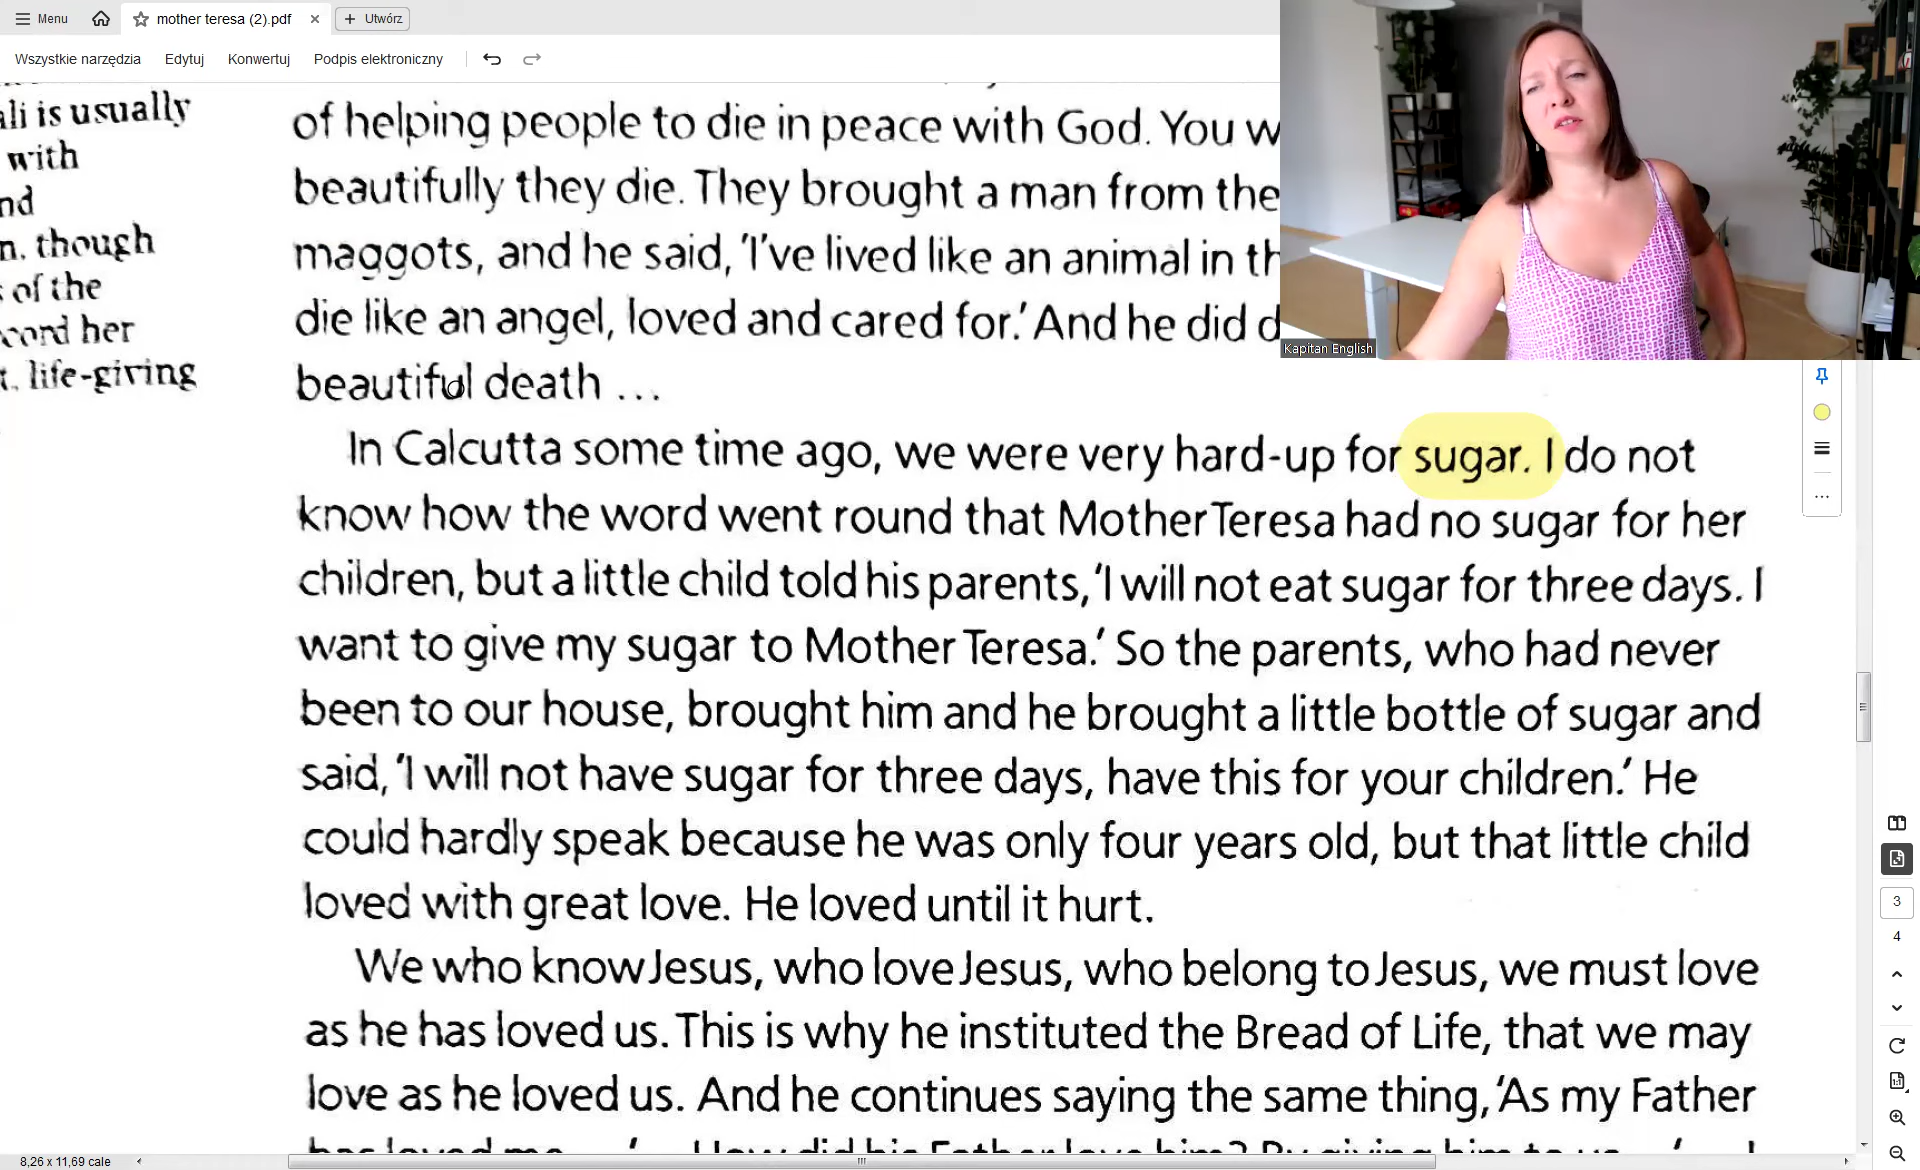 Menu
mother teresa (2).pdf
Utwórz
Wszystkie narzędzia Edytuj Konwertuj Podpis elektroniczny
ali is usually
with
nd
n, though
s of the
cord her
t, life-giving
of helping people to die in peace with God. You w
beautifully they die. They brought a man from the
maggots, and he said, 'I've lived like an animal in th
die like an angel, loved and cared for.' And he did d
beautiful death ...
In Calcutta some time ago, we were very hard-up for sugar. I do not
know how the word went round that Mother Teresa had no sugar for her
children, but a little child told his parents, 'I will not eat sugar for three days. I
want to give my sugar to Mother Teresa.' So the parents, who had never
been to our house, brought him and he brought a little bottle of sugar and
said, 'I will not have sugar for three days, have this for your children.' He
could hardly speak because he was only four years old, but that little child
loved with great love. He loved until it hurt.
We who know Jesus, who love Jesus, who belong to Jesus, we must love
as he has loved us. This is why he instituted the Bread of Life, that we may
love as he loved us. And he continues saying the same thing, 'As my Father
Kapitan English
3
4
8,26 x 11,69 cale